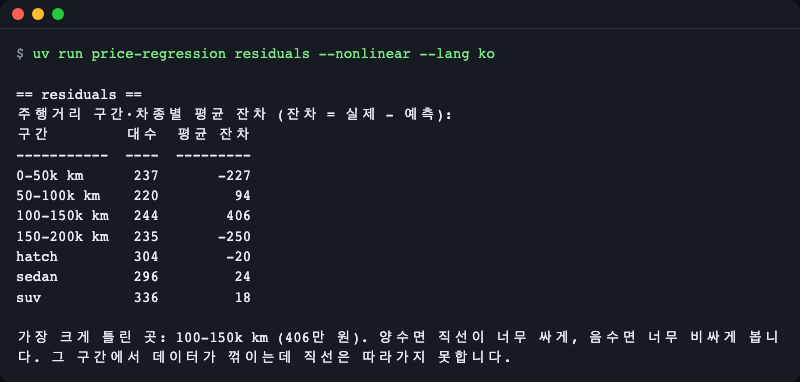 $ uv run price-regression residuals --nonlinear --lang ko
== residuals ==
주행거리 구간·차종별 평균 잔차 (잔차 = 실제 - 예측):
구간 대수 평균 잔차
----------- ---- ---------
0-50k km 237 -227
50-100k km 220 94
100-150k km 244 406
150-200k km 235 -250
hatch 304 -20
sedan 296 24
suv 336 18
가장 크게 틀린 곳: 100-150k km (406만 원). 양수면 직선이 너무 싸게, 음수면 너무 비싸게 봅니
다. 그 구간에서 데이터가 꺾이는데 직선은 따라가지 못합니다.